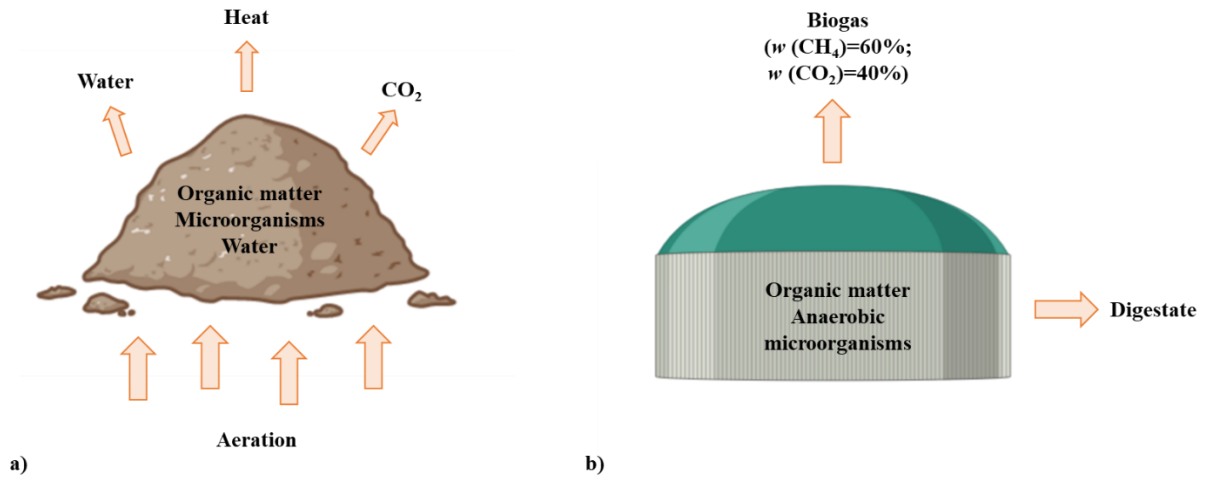 Heat
Water
CO₂
Organic matter
Microorganisms
Water
Aeration
a)
Biogas
(w (CH₄)=60%;
w (CO₂)=40%)
Organic matter
Anaerobic
microorganisms
Digestate
b)